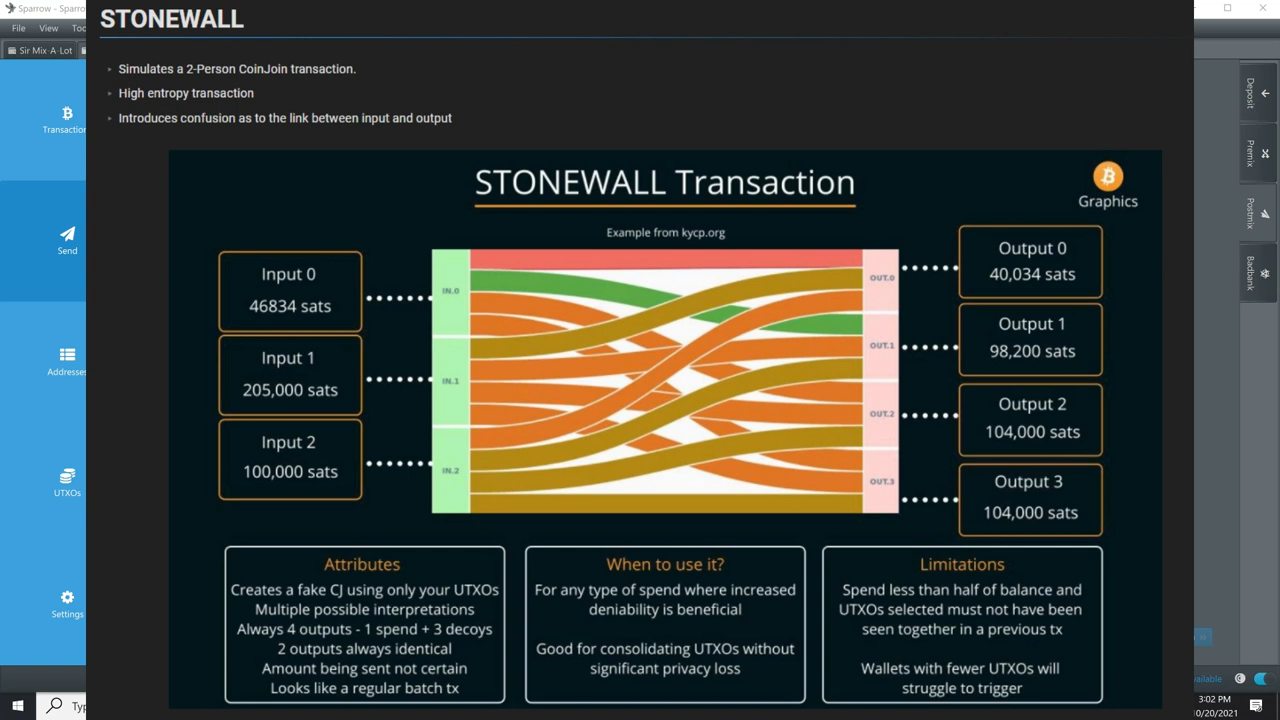 Sparrow -
STONEWALL
File View
Sir Mix-A-Lot
Simulates a 2-Person CoinJoin transaction.
High entropy transaction
Introduces confusion as to the link between input and output
STONEWALL Transaction
Graphics
Example from kycp.org
Input 0
46834 sats
Input 1
205,000 sats
Input 2
100,000 sats
IN.0
IN.1
IN.2
OUT.0
OUT.1
OUT.2
OUT.3
Output 0
40,034 sats
Output 1
98,200 sats
Output 2
104,000 sats
Output 3
104,000 sats
Attributes
Creates a fake CJ using only your UTXOs
Multiple possible interpretations
Always 4 outputs - 1 spend + 3 decoys
2 outputs always identical
Amount being sent not certain
Looks like a regular batch tx
When to use it?
For any type of spend where increased
deniability is beneficial
Good for consolidating UTXOs without
significant privacy loss
Limitations
Spend less than half of balance and
UTXOs selected must not have been
seen together in a previous tx
Wallets with fewer UTXOs will
struggle to trigger
Send
Addresses
UTXOs
Settings
Deposit
Premix
Postmix
Badbank
3:02 PM
10/20/2021